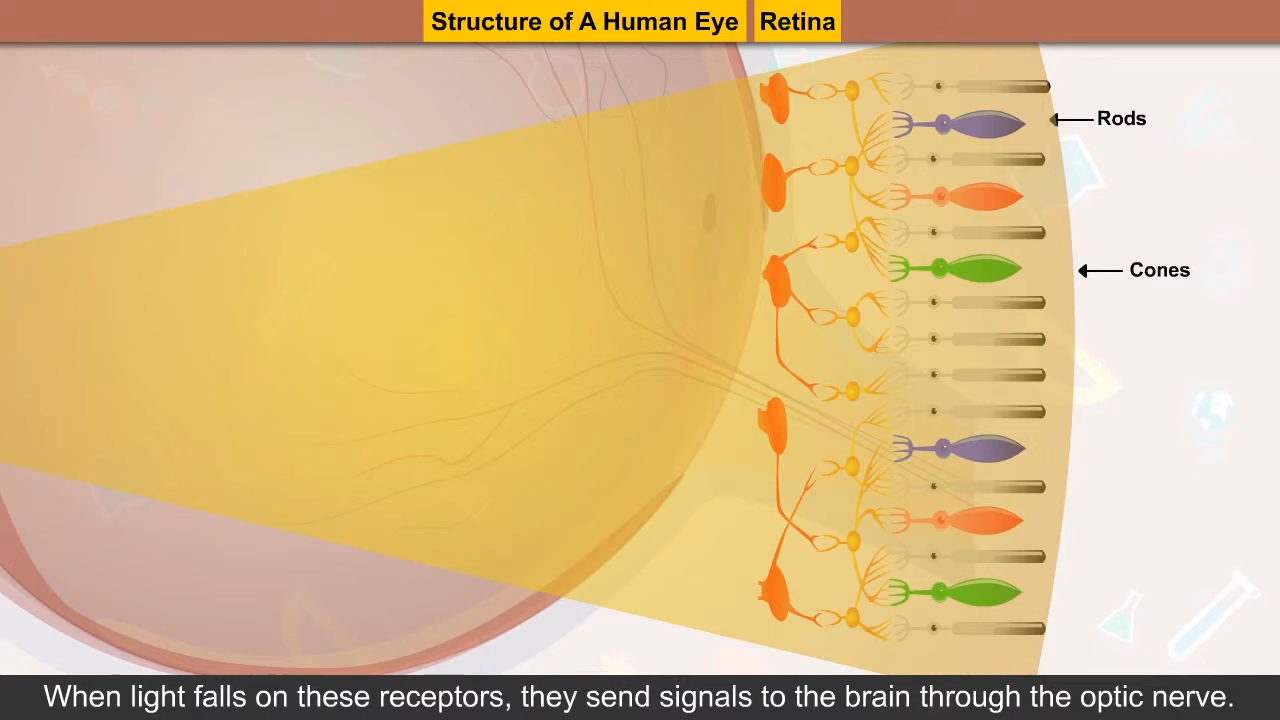 Structure of A Human Eye Retina
Rods
Cones
When light falls on these receptors, they send signals to the brain through the optic nerve.